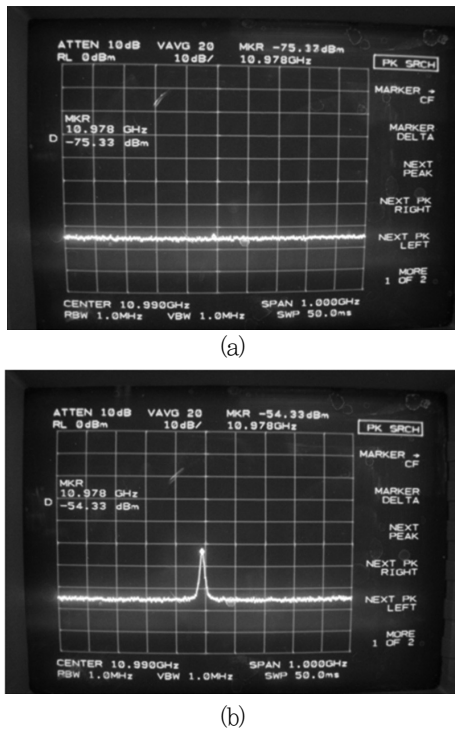 ATTEN 10dB VAVG 20 MKR -75.33dBm
RL 0dBm 10dB/ 10.978GHz
PK SRCH
MARKER → CF
MKR
10.978 GHz
-75.33 dBm
D
MARKER DELTA
NEXT PEAK
NEXT PK RIGHT
NEXT PK LEFT
MORE 1 OF 2
CENTER 10.990GHz SPAN 1.000GHz
RBW 1.0MHz VBW 1.0MHz SWP 50.0ms
(a)
ATTEN 10dB VAVG 20 MKR -54.33dBm
RL 0dBm 10dB/ 10.978GHz
PK SRCH
MARKER → CF
MKR
10.978 GHz
-54.33 dBm
D
MARKER DELTA
NEXT PEAK
NEXT PK RIGHT
NEXT PK LEFT
MORE 1 OF 2
CENTER 10.990GHz SPAN 1.000GHz
RBW 1.0MHz VBW 1.0MHz SWP 50.0ms
(b)